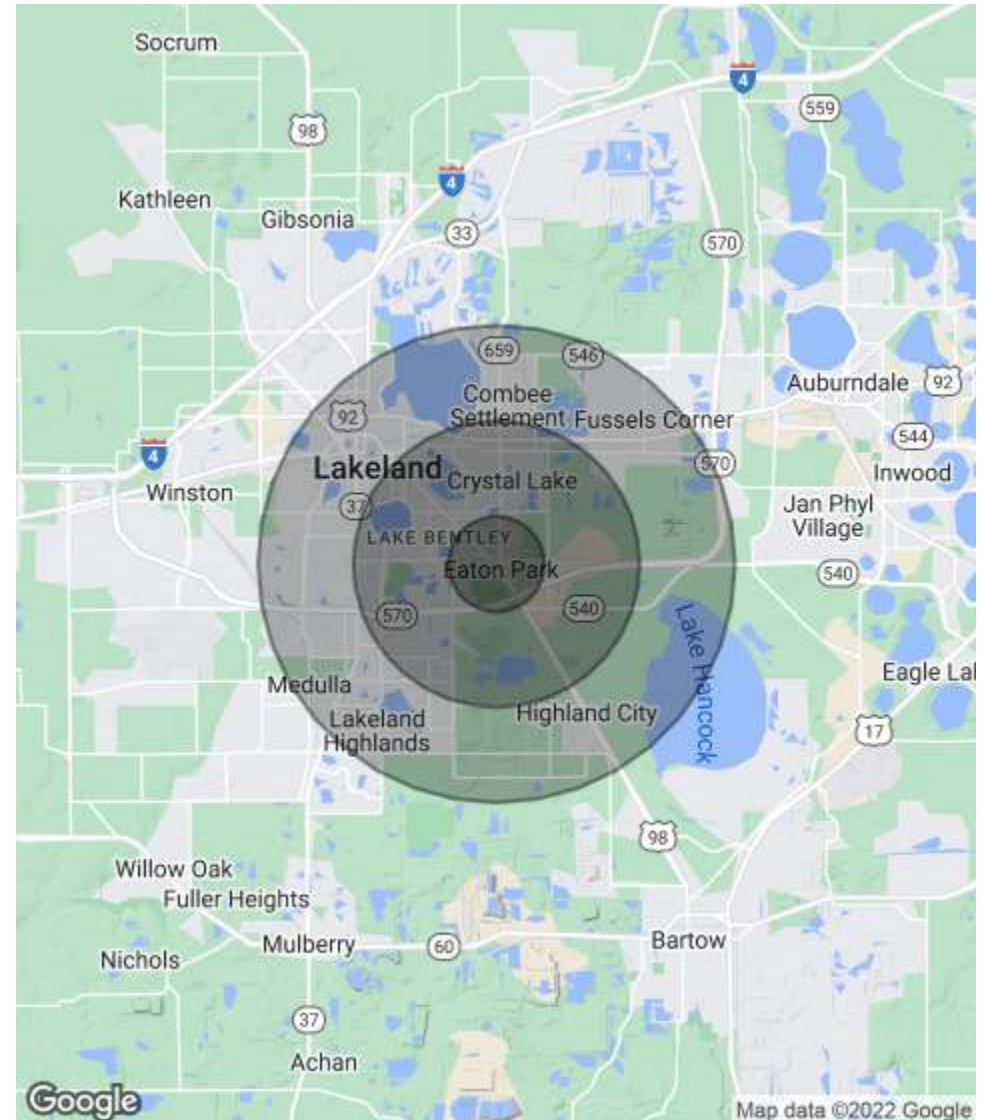 Socrum
4
559
98
4
Kathleen
Gibsonia
33
570
659
546
Auburndale
92
Combee
Settlement
Fussels Corner
92
544
Lakeland
Crystal Lake
570
Inwood
4
Winston
37
Jan Phyl
Village
LAKE BENTLEY
Eaton Park
540
570
540
Lake Hancock
Eagle Lal
Medulla
Highland City
Lakeland
Highlands
17
98
Willow Oak
Fuller Heights
Mulberry
60
Bartow
Nichols
37
Achan
Google
Map data ©2022 Google